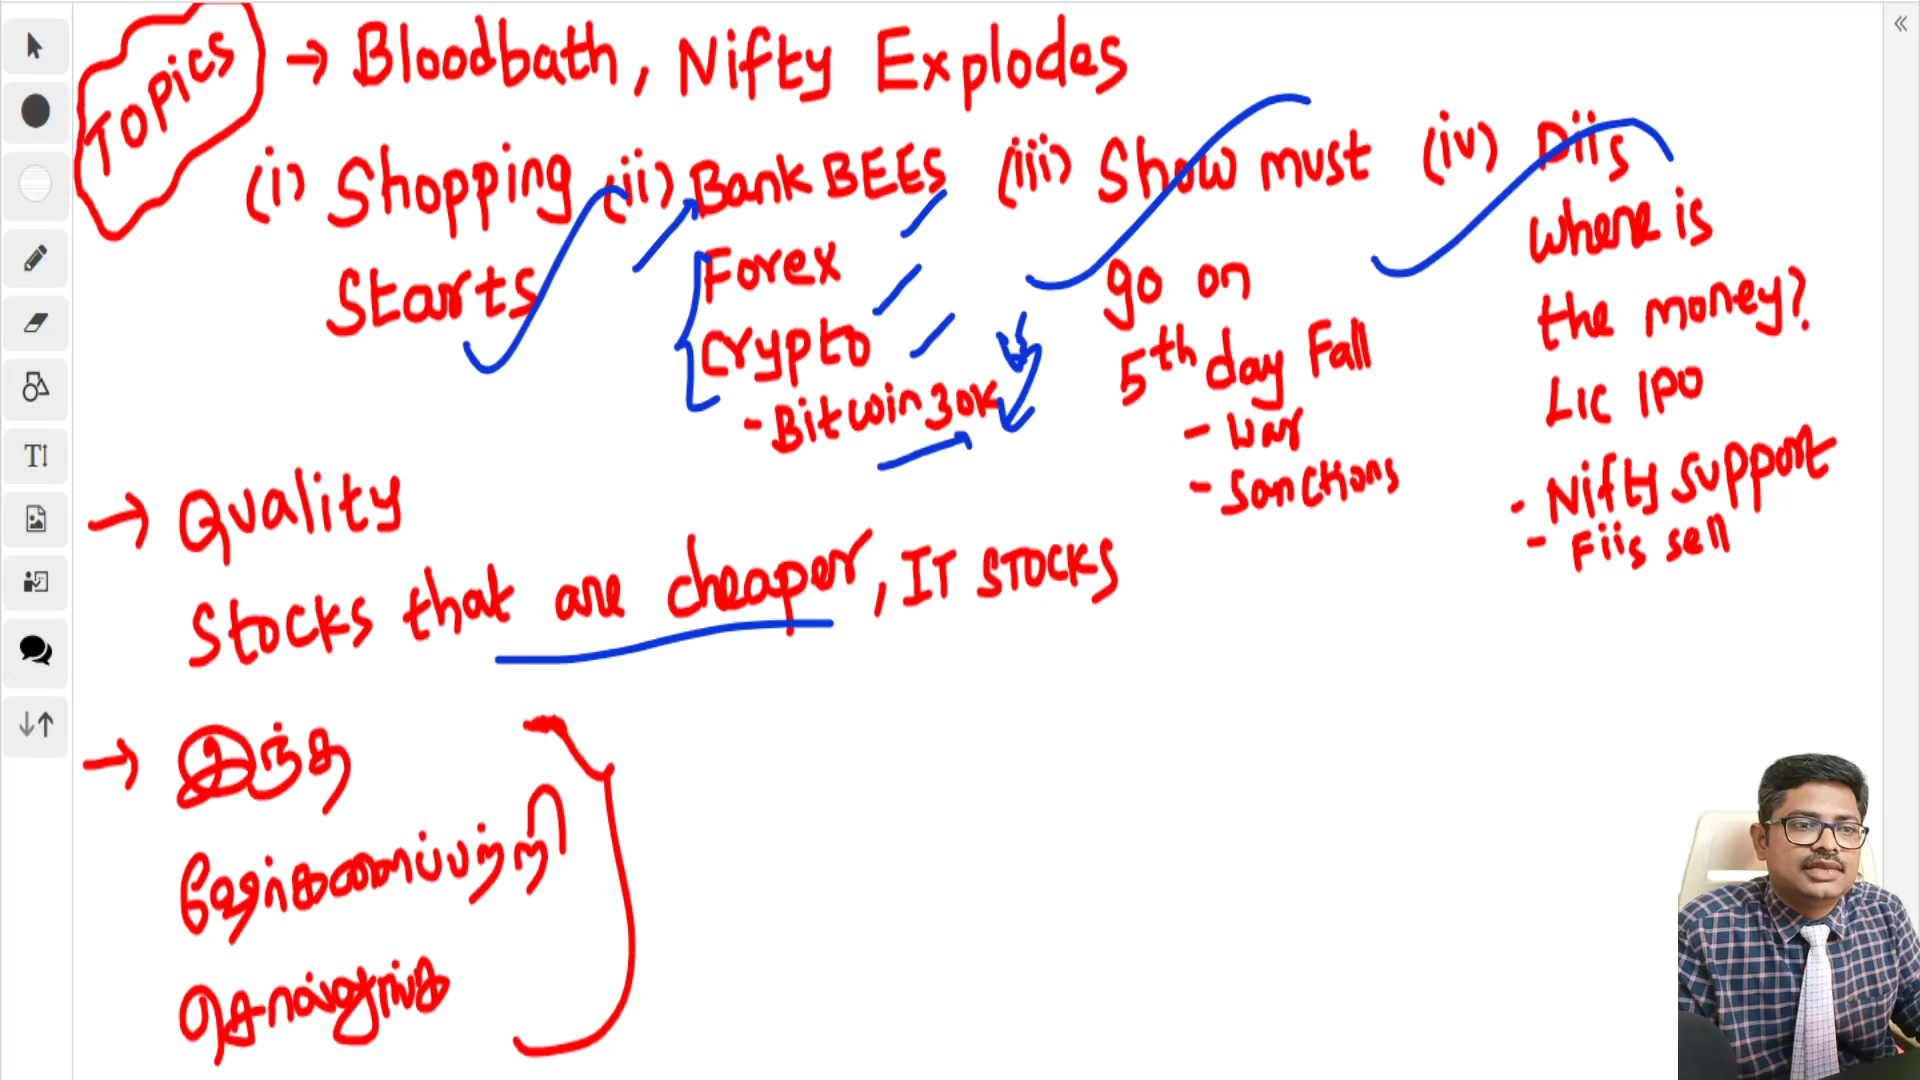 Topics
→ Bloodbath, Nifty Explodes
(i) Shopping
Starts
(ii) Bank BEES
Forex
Crypto
- Bitcoin 30K
(iii) Show must
go on
5th day Fall
- War
- Sanctions
(iv) Diis
Where is
the money?
LIC IPO
- Nifty support
- Fiis sell
→ Quality
Stocks that are cheaper, IT STOCKS
→ இந்த
சொல்லுங்க